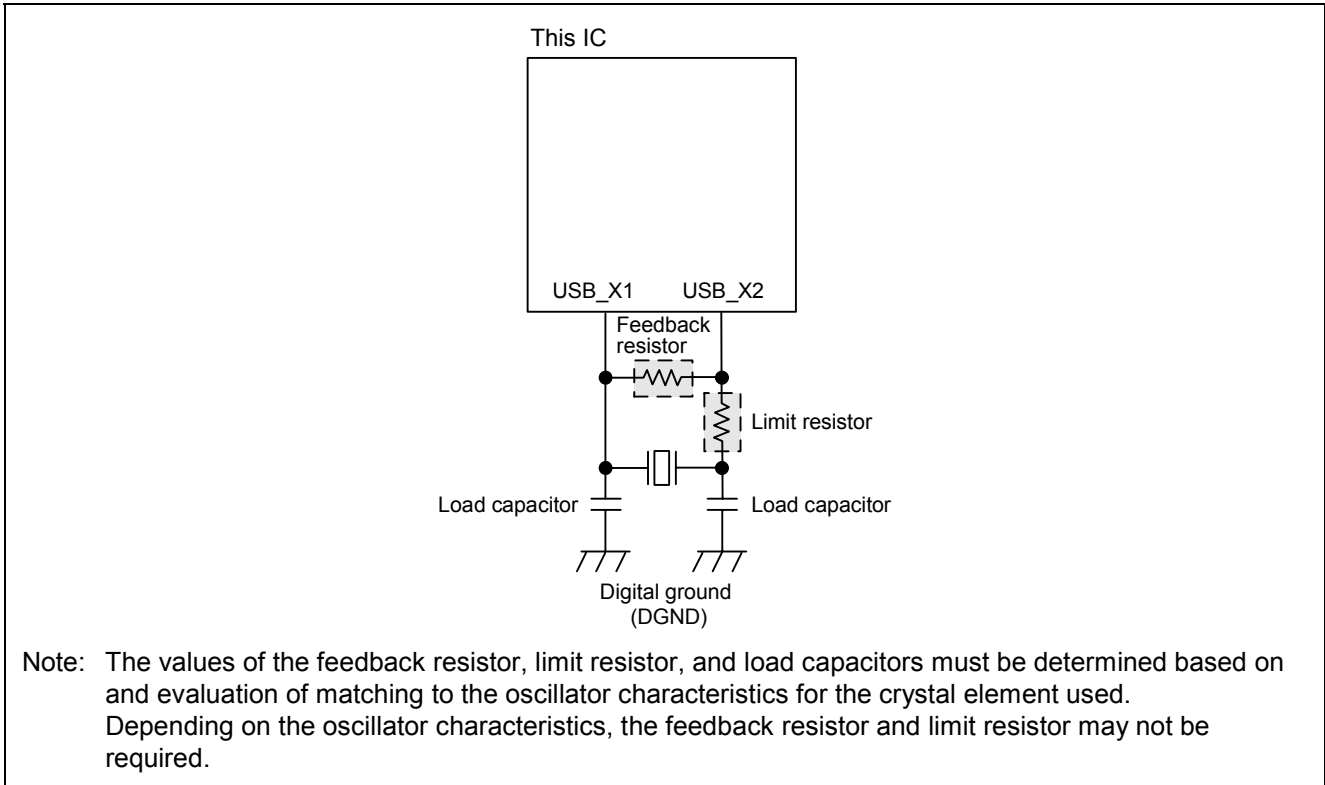 This IC
USB_X1 USB_X2
Feedback
resistor
Limit resistor
Load capacitor
Load capacitor
Digital ground
(DGND)
Note: The values of the feedback resistor, limit resistor, and load capacitors must be determined based on
and evaluation of matching to the oscillator characteristics for the crystal element used.
Depending on the oscillator characteristics, the feedback resistor and limit resistor may not be
required.